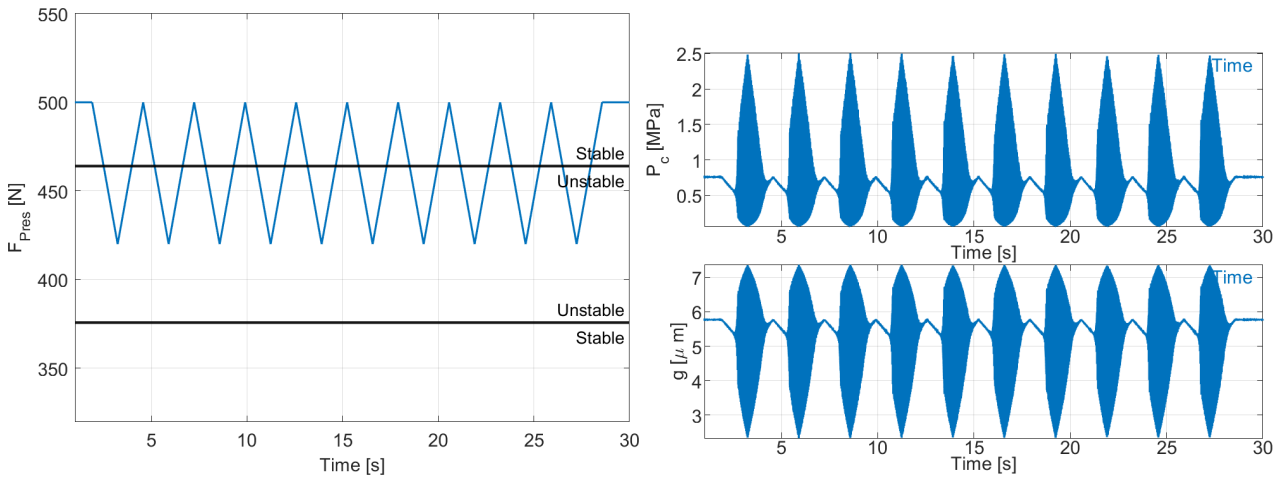 550
500
450
400
350
F_Pres [N]
Stable
Unstable
Unstable
Stable
5 10 15 20 25 30
Time [s]
2.5
2
1.5
1
0.5
P_c [MPa]
Time
5 10 15 20 25 30
Time [s]
7
6
5
4
3
g [μ m]
Time
5 10 15 20 25 30
Time [s]